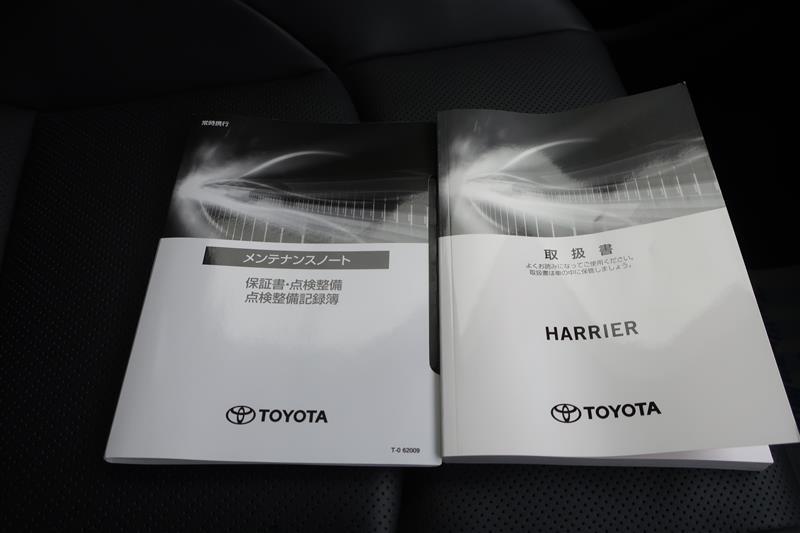 常時携行
メンテナンスノート
保証書・点検整備
点検整備記録簿
TOYOTA
T-0 62009
取扱書
よくお読みになってご使用ください。
取扱書は車の中に保管しましょう。
HARRIER
TOYOTA